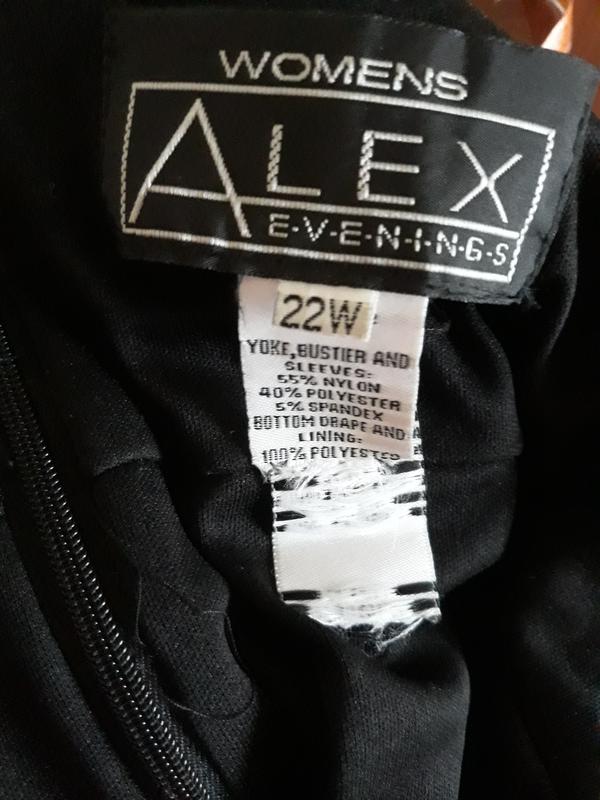 WOMENS
ALEX
E·V·E·N·I·N·G·S
22W
YOKE,BUSTIER AND
SLEEVES:
55% NYLON
40% POLYESTER
5% SPANDEX
BOTTOM DRAPE AND
LINING:
100% POLYESTER